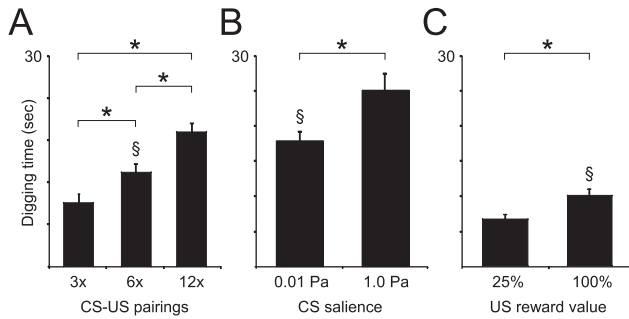 A
B
C
30
30
30
*
*
*
*
*
§
§
§
Digging time (sec)
3x
6x
12x
0.01 Pa
1.0 Pa
25%
100%
CS-US pairings
CS salience
US reward value